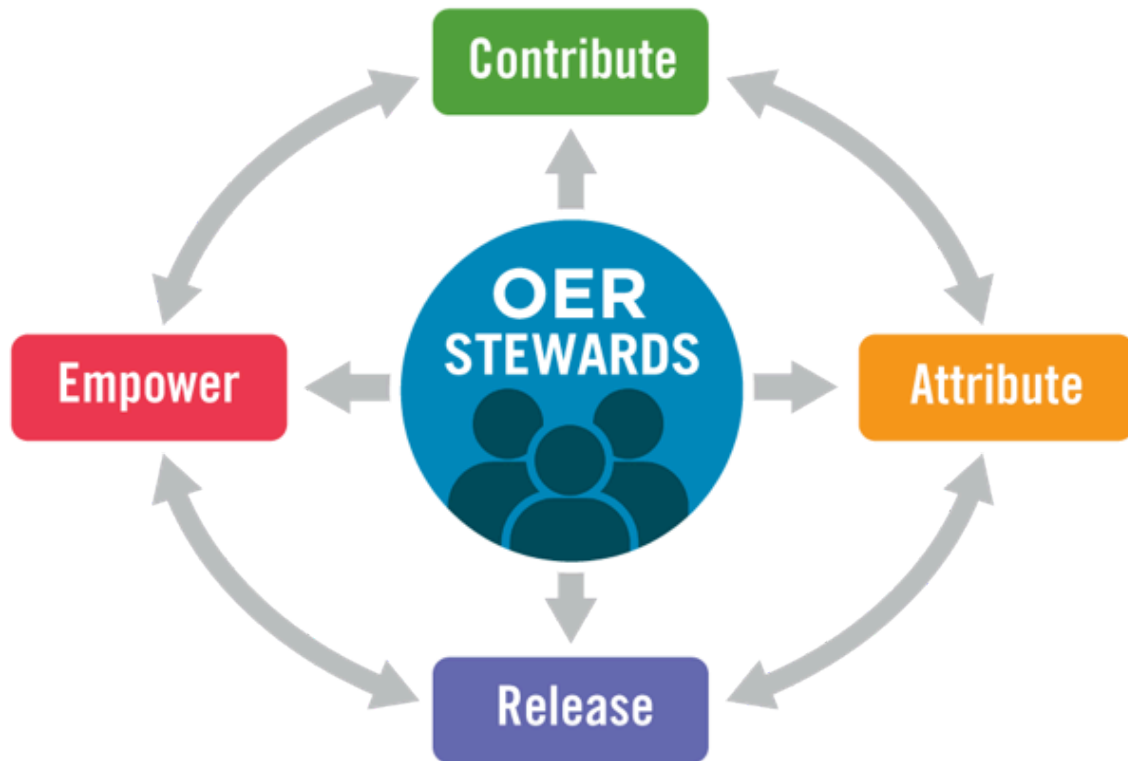 Contribute
OER
STEWARDS
Empower
Attribute
Release